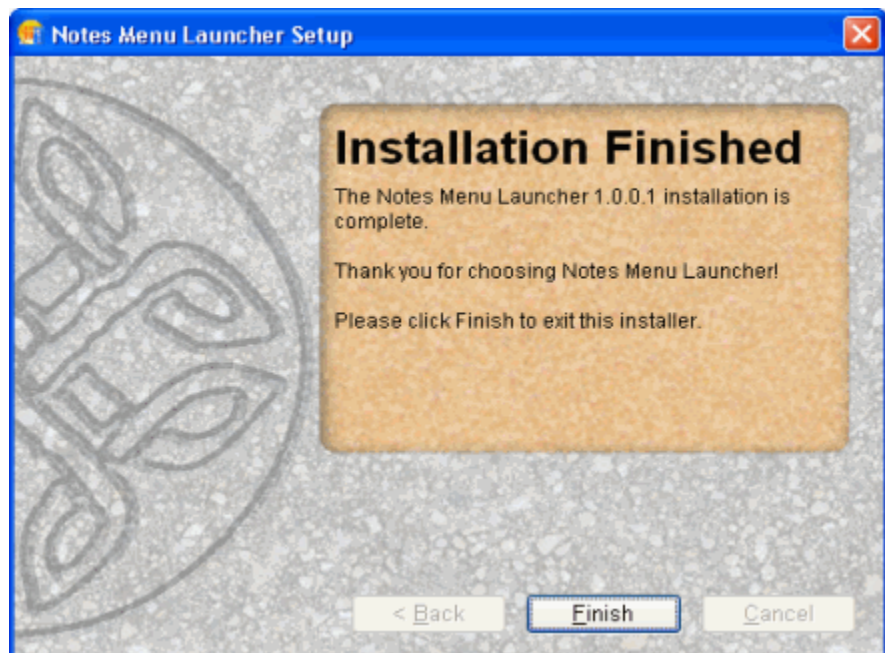 Notes Menu Launcher Setup
Installation Finished
The Notes Menu Launcher 1.0.0.1 installation is
complete.
Thank you for choosing Notes Menu Launcher!
Please click Finish to exit this installer.
< Back
Finish
Cancel